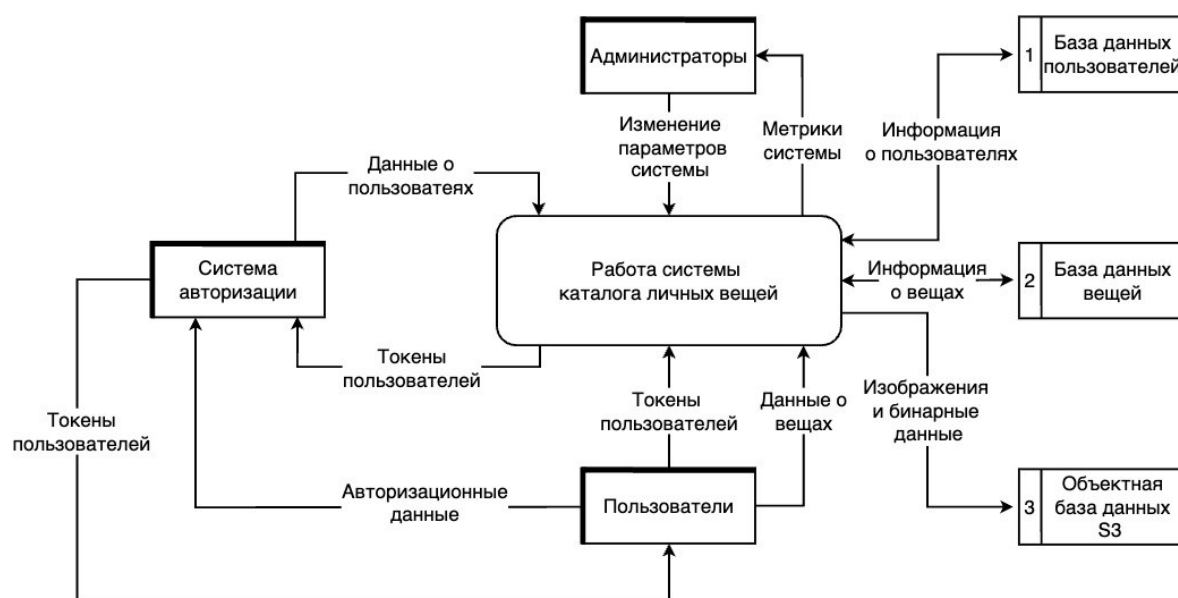 Администраторы
1
База данных
пользователей
Изменение
параметров
системы
Метрики
системы
Информация
о пользователях
Данные о
пользоватеях
Система
авторизации
Работа системы
каталога личных вещей
Информация
о вещах
2
База данных
вещей
Токены
пользователей
Токены
пользователей
Токены
пользователей
Данные о
вещах
Изображения
и бинарные
данные
Авторизационные
данные
Пользователи
3
Объектная
база данных
S3